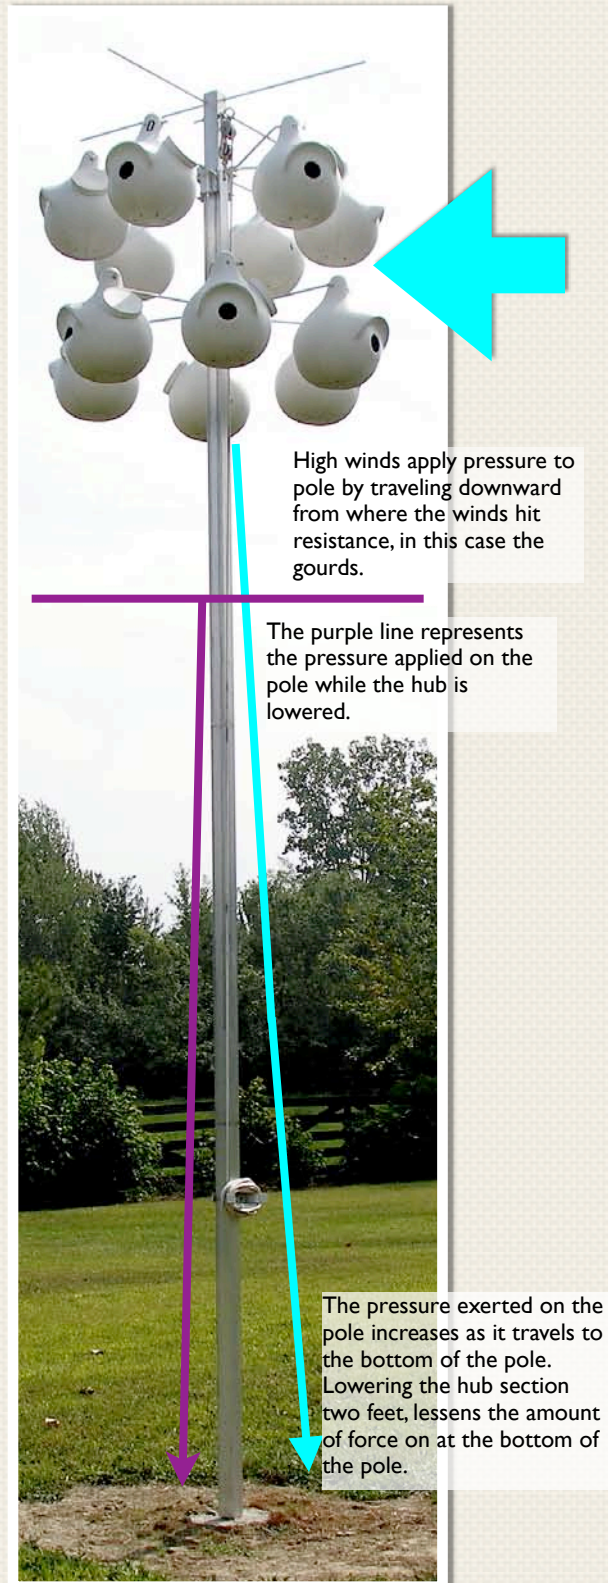 High winds apply pressure to
pole by traveling downward
from where the winds hit
resistance, in this case the
gourds.
The purple line represents
the pressure applied on the
pole while the hub is
lowered.
The pressure exerted on the
pole increases as it travels to
the bottom of the pole.
Lowering the hub section
two feet, lessens the amount
of force on at the bottom of
the pole.